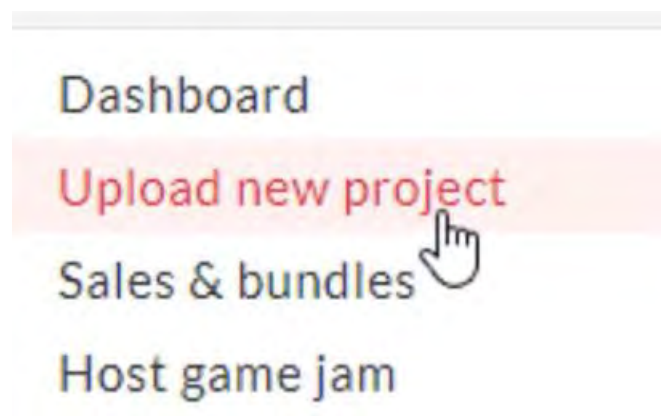 Dashboard
Upload new project
Sales & bundles
Host game jam